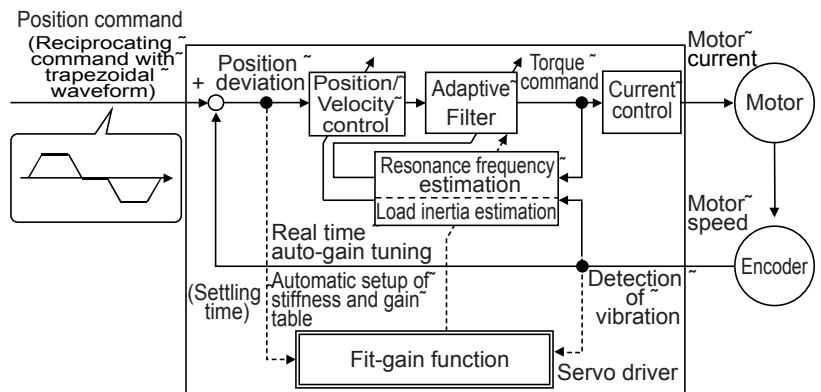 Position command
(Reciprocating ˜
command with ˜
trapezoidal ˜
waveform)
+
Position ˜
deviation
Position/ ˜
Velocity ˜
control
Adaptive ˜
Filter
Torque ˜
command
Current ˜
control
Motor ˜
current
Motor
Resonance frequency ˜
estimation
Load inertia estimation
Real time ˜
auto-gain tuning
Motor ˜
speed
Encoder
(Settling ˜
time)
Automatic setup of ˜
stiffness and gain ˜
table
Detection ˜
of ˜
vibration
Fit-gain function
Servo driver